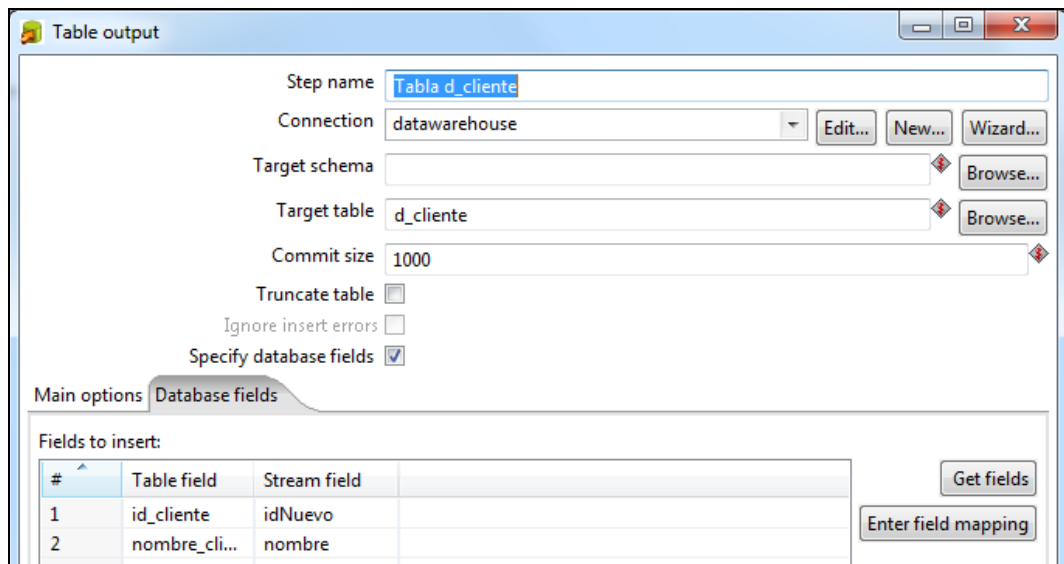 Table output
Step name Tabla d_cliente
Connection datawarehouse Edit... New... Wizard...
Target schema Browse...
Target table d_cliente Browse...
Commit size 1000
Truncate table
Ignore insert errors
Specify database fields
Main options Database fields
Fields to insert:
# Table field Stream field Get fields
1 id_cliente idNuevo
Enter field mapping
2 nombre_cli... nombre